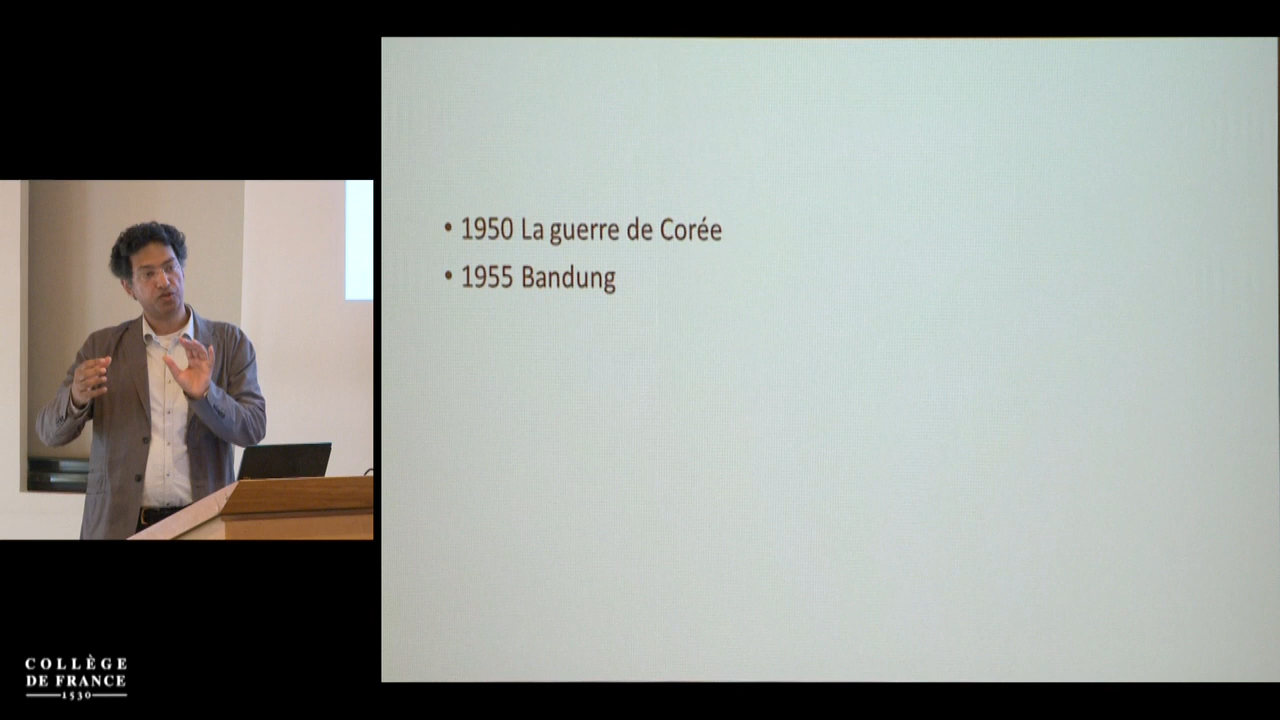 • 1950 La guerre de Corée
• 1955 Bandung
COLLÈGE
DE FRANCE
1530